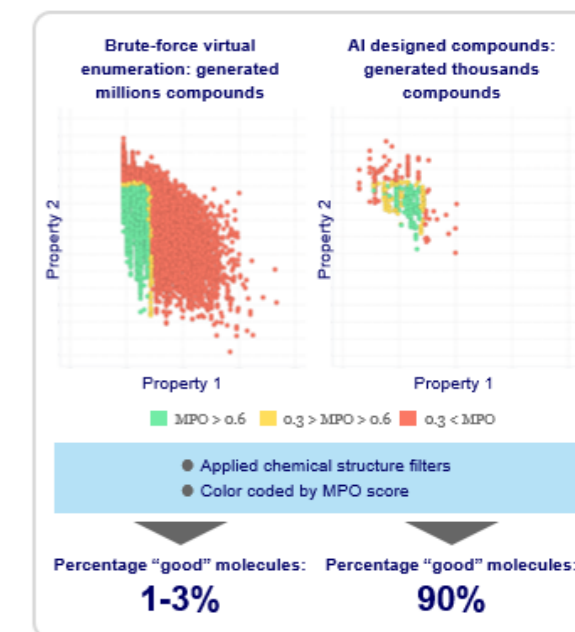 Brute-force virtual
enumeration: generated
millions compounds
AI designed compounds:
generated thousands
compounds
Property 2
Property 2
Property 1
Property 1
MPO > 0.6
0.3 > MPO > 0.6
0.3 < MPO
Applied chemical structure filters
Color coded by MPO score
Percentage “good” molecules:
1-3%
Percentage “good” molecules:
90%